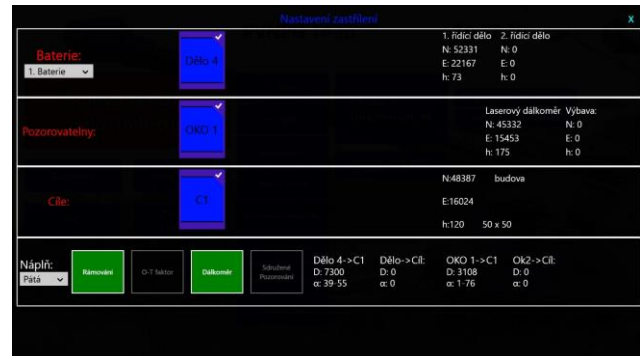 Nastavení zastřílení X
Baterie:
1. Baterie
Dělo 4
1. řídící dělo 2. řídící dělo
N: 52331 N: 0
E: 22167 E: 0
h: 73 h: 0
Pozorovatelny:
OKO 1
Laserový dálkoměr Výbava:
N: 45332 N: 0
E: 15453 E: 0
h: 175 h: 0
Cíle:
C1
N:48387 budova
E:16024
h:120 50 x 50
Náplň:
Pátá
Rámování
O-T faktor
Dálkoměr
Sdružené
Pozorování
Dělo 4->C1 Dělo->Cíl: OKO 1->C1 Ok2->Cíl:
D: 7300 D: 0 D: 3108 D: 0
α: 39-55 α: 0 α: 1-76 α: 0